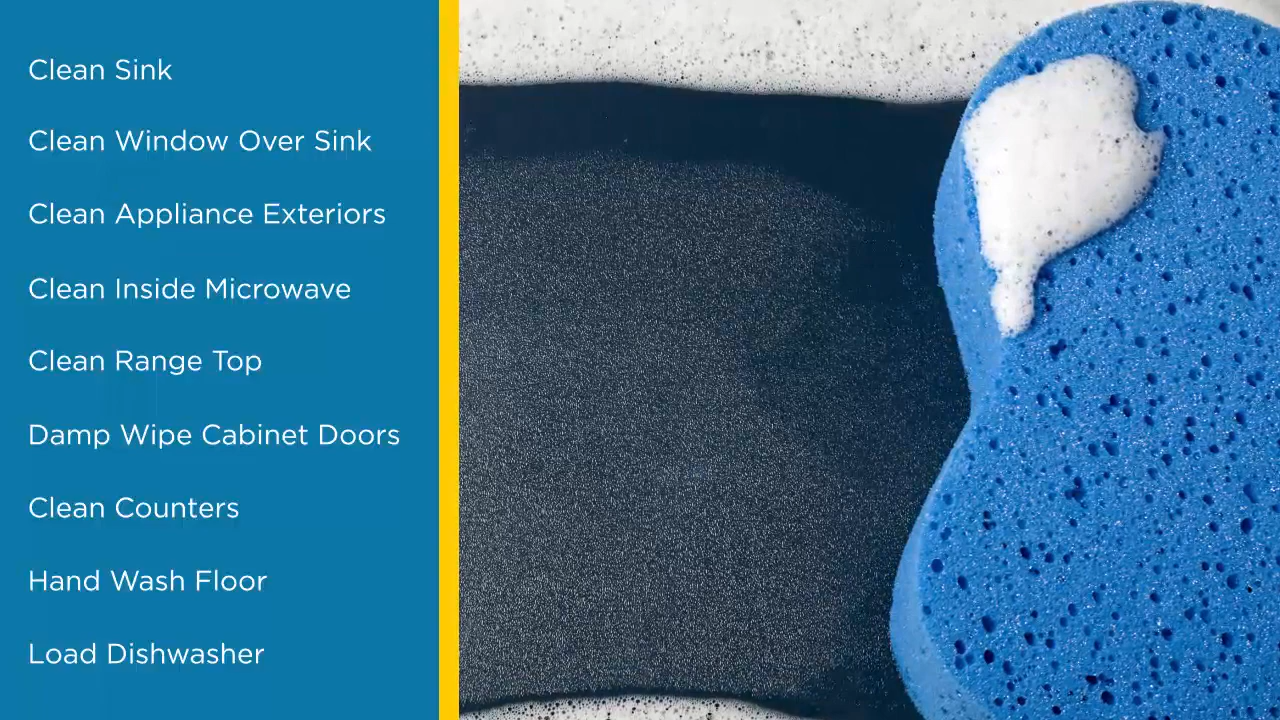 Clean Sink
Clean Window Over Sink
Clean Appliance Exteriors
Clean Inside Microwave
Clean Range Top
Damp Wipe Cabinet Doors
Clean Counters
Hand Wash Floor
Load Dishwasher